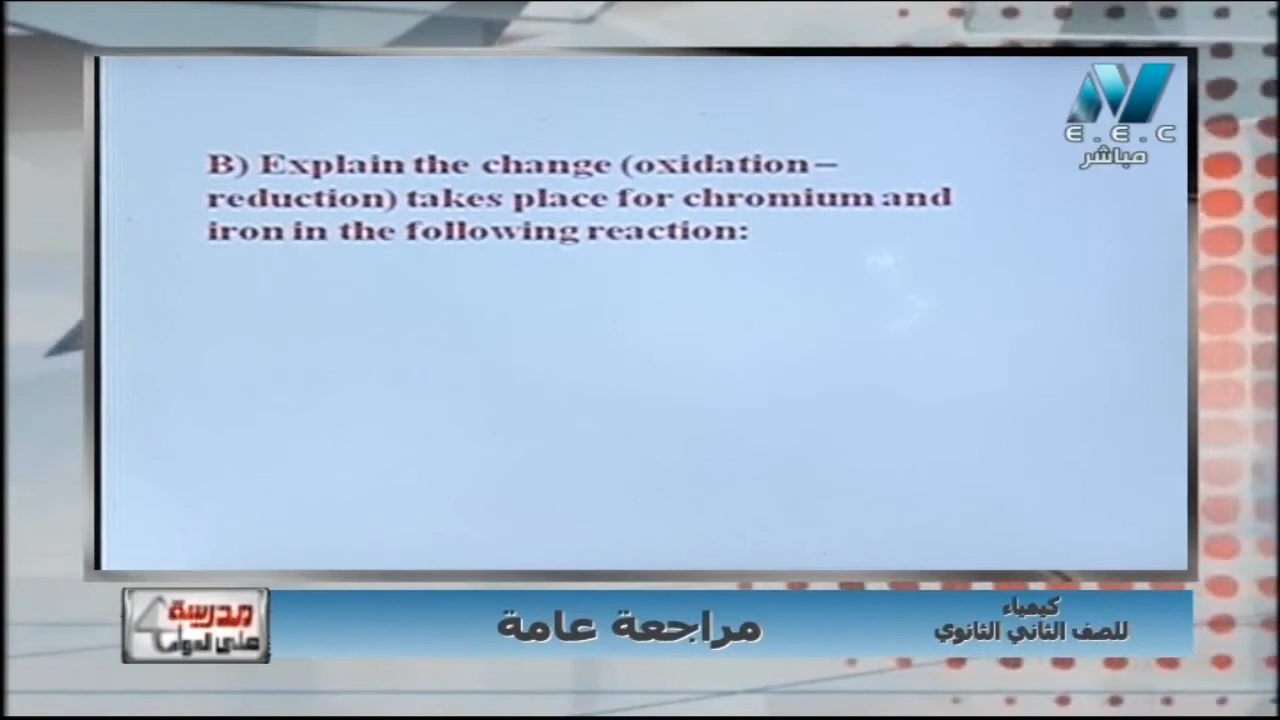 E.E.C
مباشر
B) Explain the change (oxidation –
reduction) takes place for chromium and
iron in the following reaction:
كيمياء
للصف الثاني الثانوي
مراجعة عامة
مدرسة
على الهواء